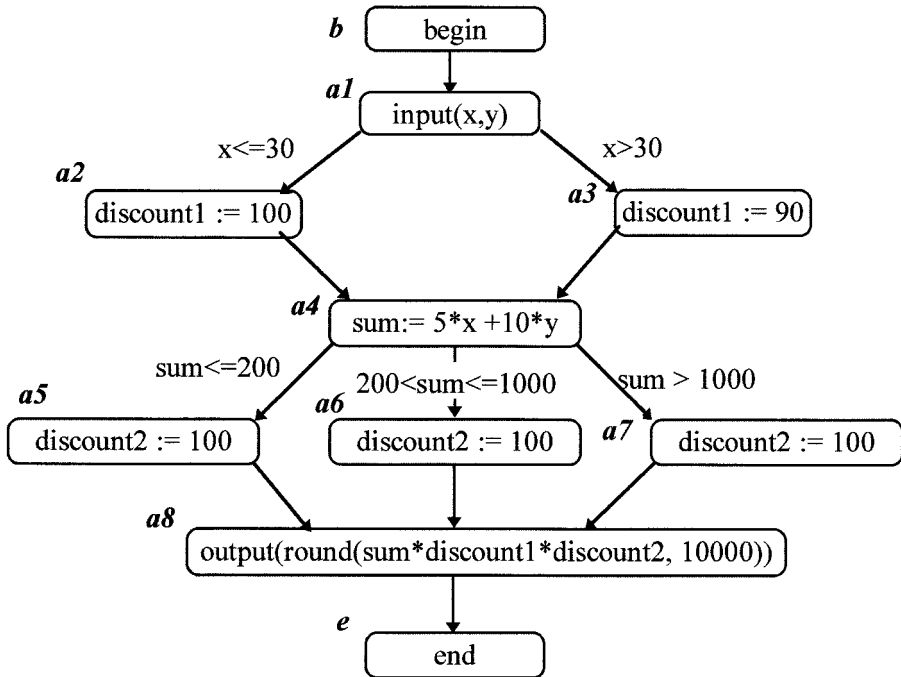 b
begin
a1
input(x,y)
x<=30
x>30
a2
a3
discount1 := 100
discount1 := 90
a4
sum:= 5*x +10*y
sum<=200
200<sum<=1000
sum > 1000
a5
a6
a7
discount2 := 100
discount2 := 100
discount2 := 100
a8
output(round(sum*discount1*discount2, 10000))
e
end